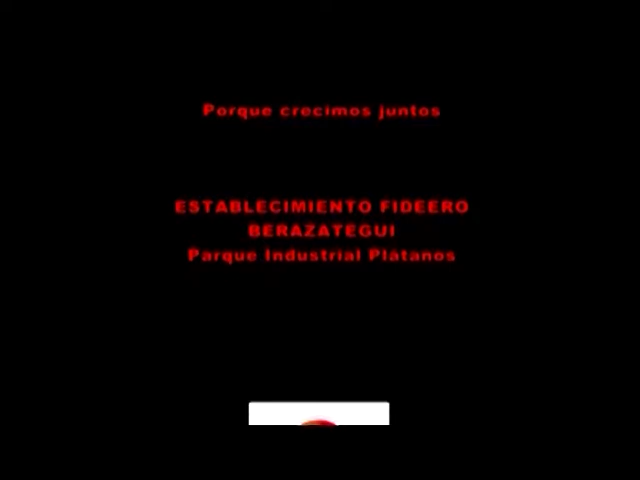 Porque crecimos juntos
ESTABLECIMIENTO FIDEERO
BERAZATEGUI
Parque Industrial Plátanos